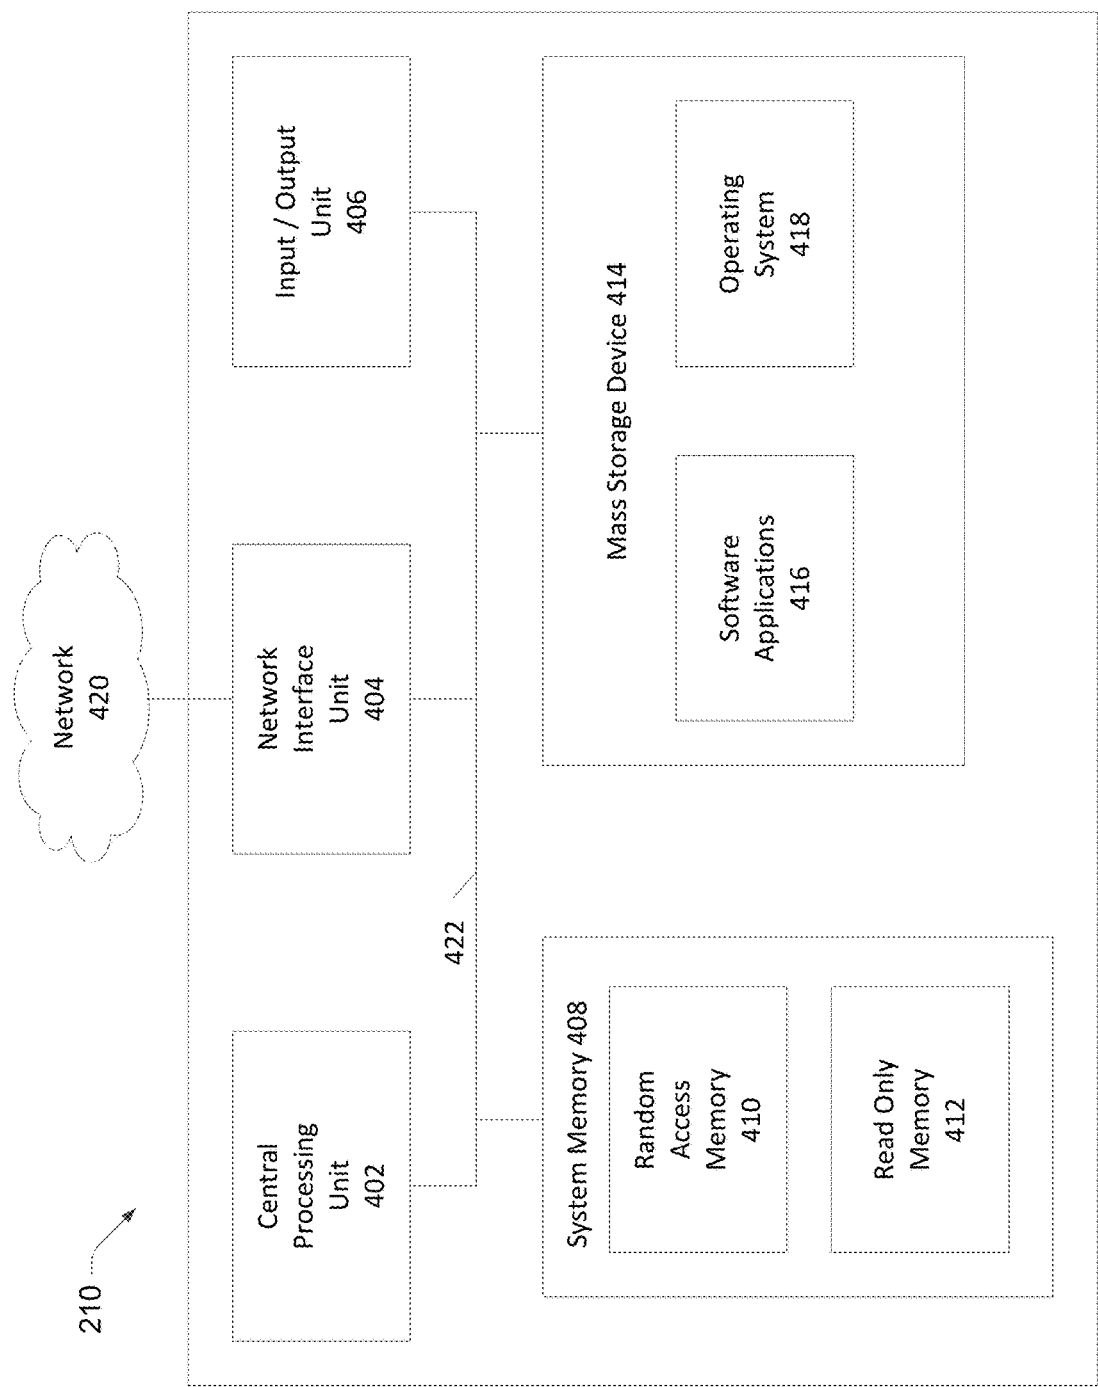 210
Network
420
Central
Processing
Unit
402
Network
Interface
Unit
404
Input / Output
Unit
406
422
System Memory 408
Random
Access
Memory
410
Read Only
Memory
412
Mass Storage Device 414
Software
Applications
416
Operating
System
418